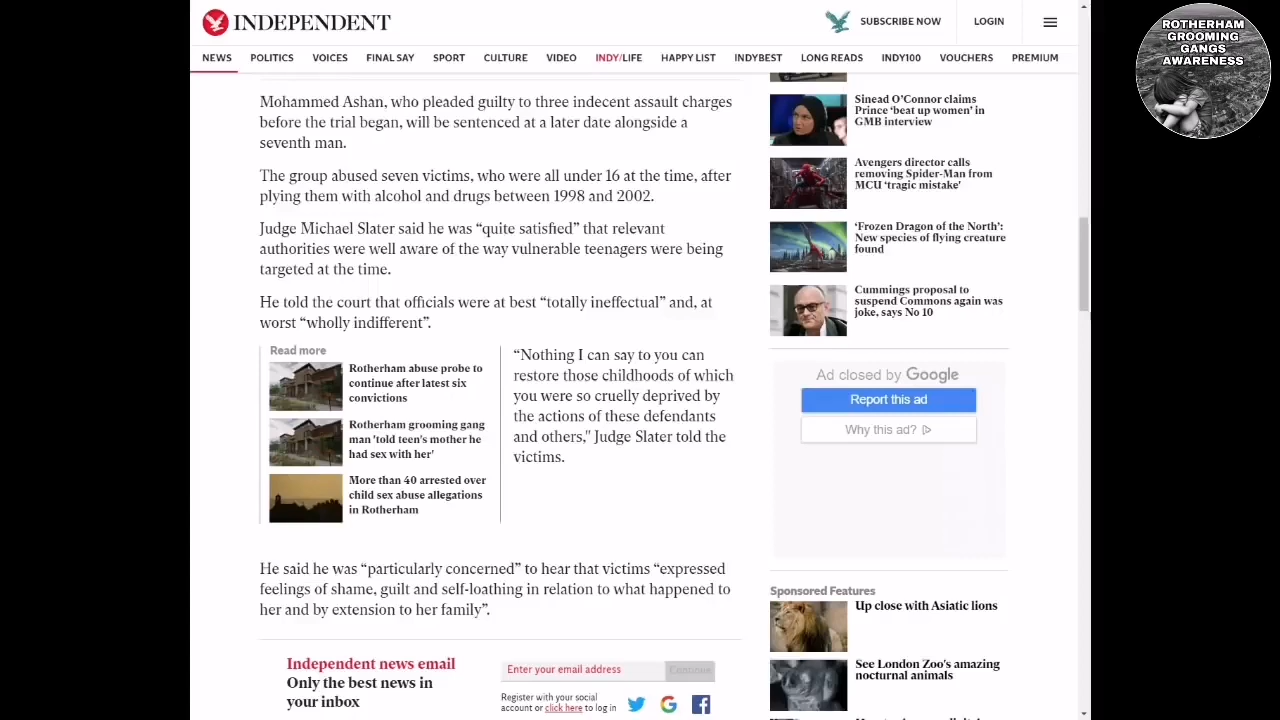 INDEPENDENT
SUBSCRIBE NOW
LOGIN
NEWS POLITICS VOICES FINAL SAY SPORT CULTURE VIDEO INDY/LIFE HAPPY LIST INDYBEST LONG READS INDY100 VOUCHERS PREMIUM
Mohammed Ashan, who pleaded guilty to three indecent assault charges
before the trial began, will be sentenced at a later date alongside a
seventh man.
The group abused seven victims, who were all under 16 at the time, after
plying them with alcohol and drugs between 1998 and 2002.
Judge Michael Slater said he was “quite satisfied” that relevant
authorities were well aware of the way vulnerable teenagers were being
targeted at the time.
He told the court that officials were at best “totally ineffectual” and, at
worst “wholly indifferent”.
Read more
Rotherham abuse probe to
continue after latest six
convictions
Rotherham grooming gang
man 'told teen's mother he
had sex with her'
More than 40 arrested over
child sex abuse allegations
in Rotherham
“Nothing I can say to you can
restore those childhoods of which
you were so cruelly deprived by
the actions of these defendants
and others," Judge Slater told the
victims.
He said he was “particularly concerned” to hear that victims “expressed
feelings of shame, guilt and self-loathing in relation to what happened to
her and by extension to her family”.
Independent news email
Only the best news in
your inbox
Enter your email address
Continue
Register with your social
account or click here to log in
Sinead O’Connor claims
Prince ‘beat up women’ in
GMB interview
Avengers director calls
removing Spider-Man from
MCU ‘tragic mistake’
‘Frozen Dragon of the North’:
New species of flying creature
found
Cummings proposal to
suspend Commons again was
joke, says No 10
Ad closed by Google
Report this ad
Why this ad?
Sponsored Features
Up close with Asiatic lions
See London Zoo's amazing
nocturnal animals
ROTHERHAM
GROOMING
GANGS
AWARENESS